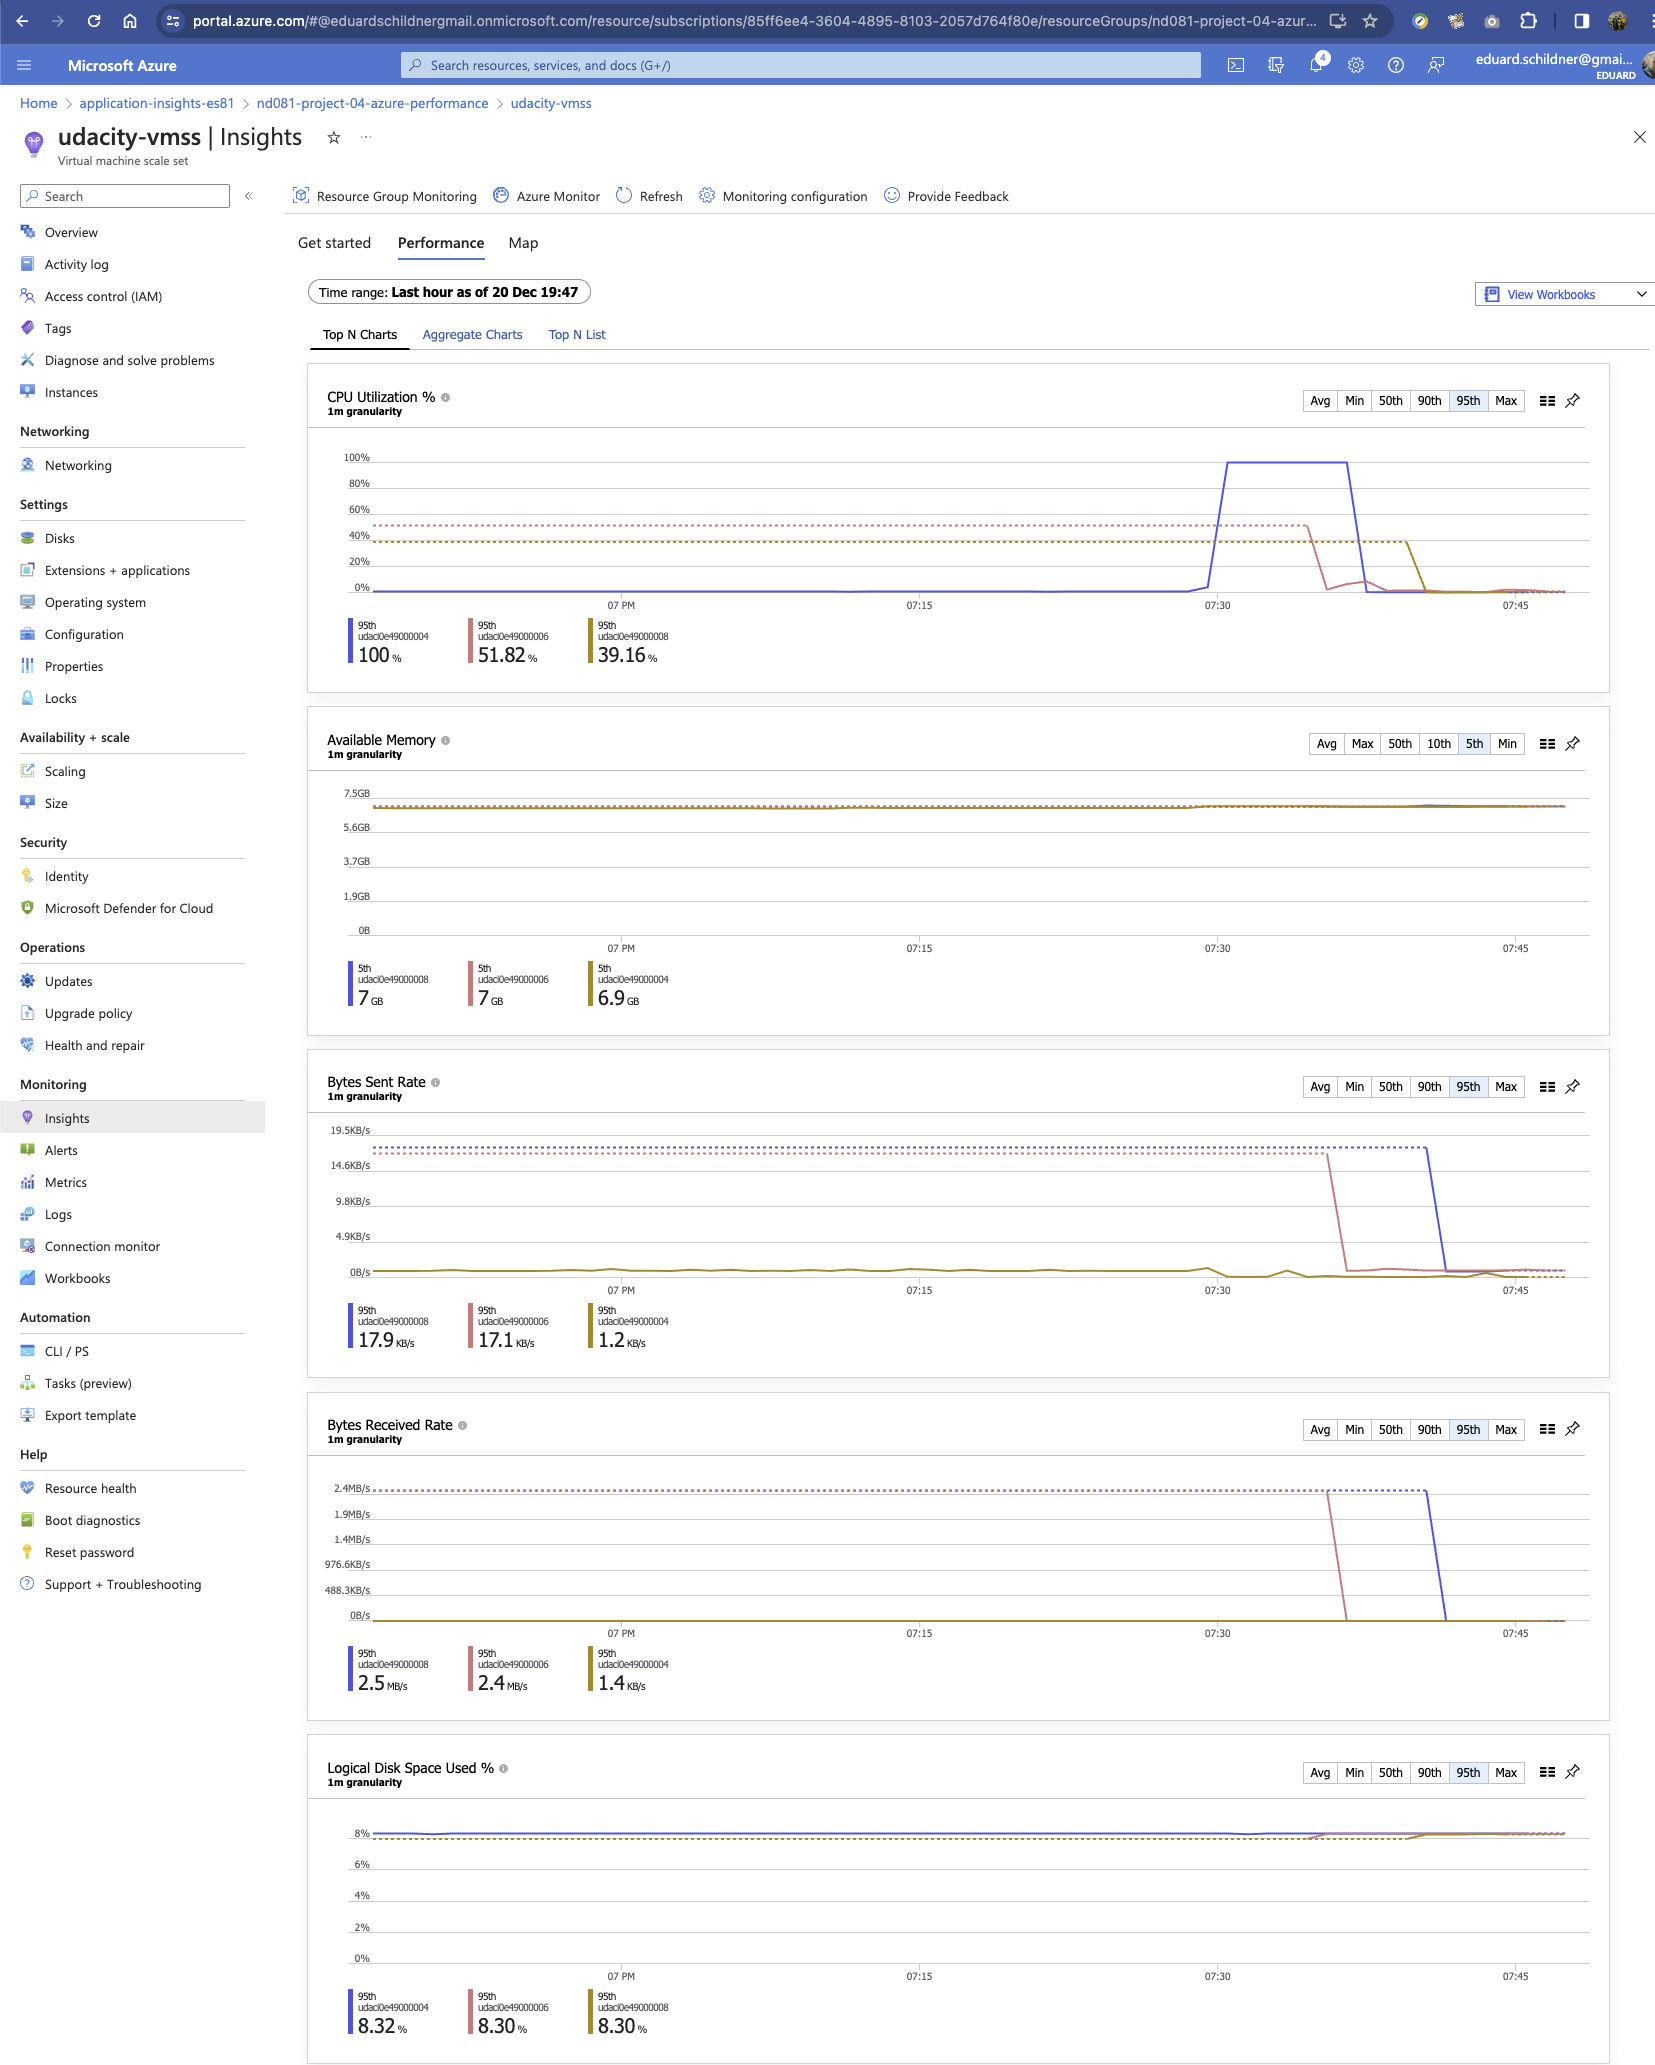 portal.azure.com/#@eduardschildnergmail.onmicrosoft.com/resource/subscriptions/85ff6ee4-3604-4895-8103-2057d764f80e/resourceGroups/nd081-project-04-azur...
Microsoft Azure
Search resources, services, and docs (G+/)
4
eduard.schildner@gmai...
EDUARD
Home > application-insights-es81 > nd081-project-04-azure-performance > udacity-vmss
udacity-vmss | Insights
Virtual machine scale set
Search
Overview
Activity log
Access control (IAM)
Tags
Diagnose and solve problems
Instances
Networking
Networking
Settings
Disks
Extensions + applications
Operating system
Configuration
Properties
Locks
Availability + scale
Scaling
Size
Security
Identity
Microsoft Defender for Cloud
Operations
Updates
Upgrade policy
Health and repair
Monitoring
Insights
Alerts
Metrics
Logs
Connection monitor
Workbooks
Automation
CLI / PS
Tasks (preview)
Export template
Help
Resource health
Boot diagnostics
Reset password
Support + Troubleshooting
Resource Group Monitoring Azure Monitor Refresh Monitoring configuration Provide Feedback
Get started Performance Map
Time range: Last hour as of 20 Dec 19:47
View Workbooks
Top N Charts Aggregate Charts Top N List
CPU Utilization %
1m granularity
Avg Min 50th 90th 95th Max
100%
80%
60%
40%
20%
0%
07 PM 07:15 07:30 07:45
95th 95th 95th
udaci0e49000004 udaci0e49000006 udaci0e49000008
100 % 51.82 % 39.16 %
Available Memory
1m granularity
Avg Max 50th 10th 5th Min
7.5GB
5.6GB
3.7GB
1.9GB
0B
07 PM 07:15 07:30 07:45
5th 5th 5th
udaci0e49000008 udaci0e49000006 udaci0e49000004
7 GB 7 GB 6.9 GB
Bytes Sent Rate
1m granularity
Avg Min 50th 90th 95th Max
19.5KB/s
14.6KB/s
9.8KB/s
4.9KB/s
0B/s
07 PM 07:15 07:30 07:45
95th 95th 95th
udaci0e49000008 udaci0e49000006 udaci0e49000004
17.9 KB/s 17.1 KB/s 1.2 KB/s
Bytes Received Rate
1m granularity
Avg Min 50th 90th 95th Max
2.4MB/s
1.9MB/s
1.4MB/s
976.6KB/s
488.3KB/s
0B/s
07 PM 07:15 07:30 07:45
95th 95th 95th
udaci0e49000008 udaci0e49000006 udaci0e49000004
2.5 MB/s 2.4 MB/s 1.4 KB/s
Logical Disk Space Used %
1m granularity
Avg Min 50th 90th 95th Max
8%
6%
4%
2%
0%
07 PM 07:15 07:30 07:45
95th 95th 95th
udaci0e49000004 udaci0e49000006 udaci0e49000008
8.32 % 8.30 % 8.30 %